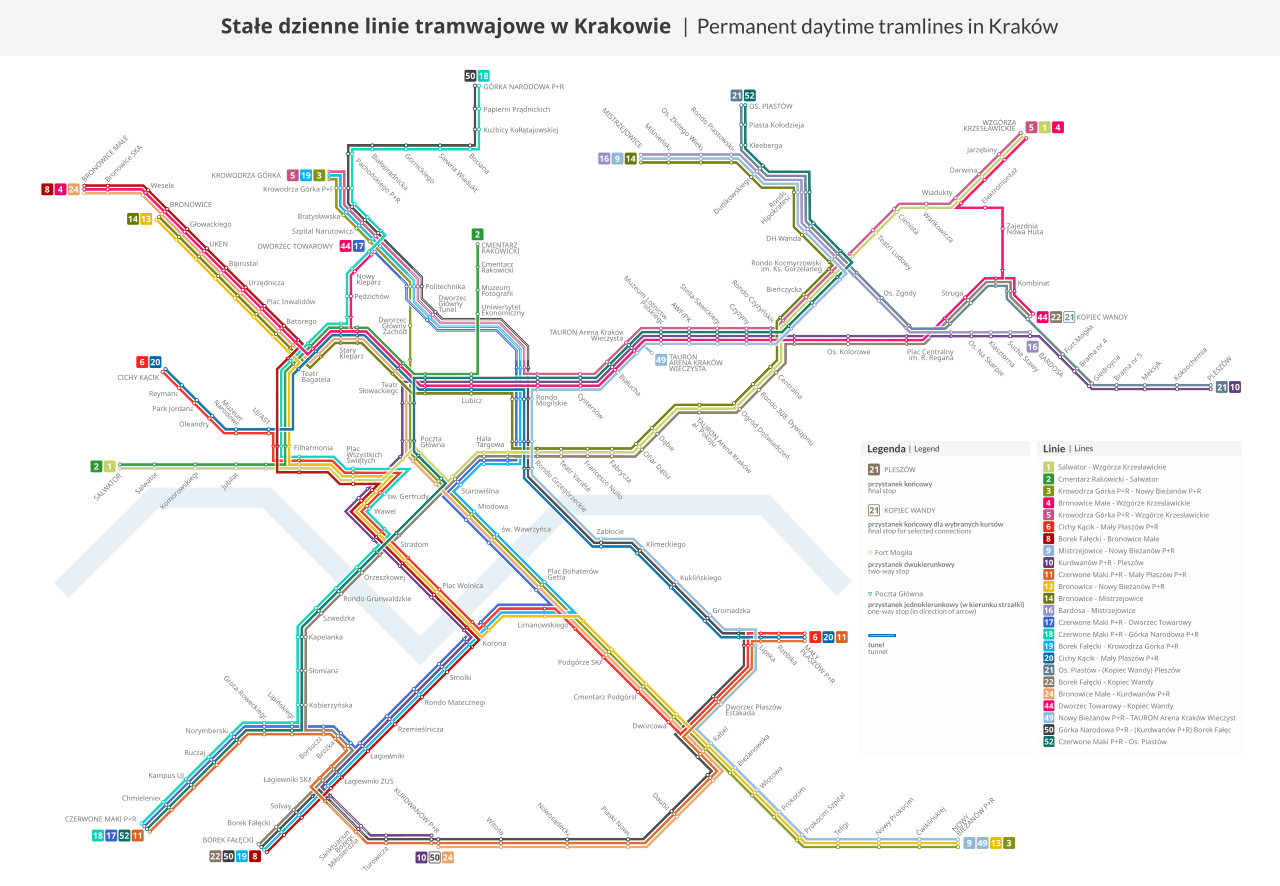 Stałe dzienne linie tramwajowe w Krakowie | Permanent daytime tramlines in Kraków
50 18
GÓRKA NARODOWA P+R
Papierni Prądnickich
Kuźnicy Kołłątajowskiej
Bociana
Siewna Wiadukt
Górnickiego
Białoprądnicka
Pachońskiego P+R
KROWODRZA GÓRKA
5 19 3
Krowodrza Górka P+R
Bratysławska
Szpital Narutowicza
DWORZEC TOWAROWY
44 17
Nowy
Kleparz
Pędzichów
8 4 24
BRONOWICE MAŁE
Bronowice SKA
Wesele
BRONOWICE
14 13
Głowackiego
UKEN
Biprostal
Urzędnicza
Plac Inwalidów
Batorego
Teatr
Bagatela
Stary
Kleparz
2
CMENTARZ
RAKOWICKI
Cmentarz
Rakowicki
Muzeum
Fotografii
Uniwersytet
Ekonomiczny
Politechnika
Dworzec
Główny
Tunel
Dworzec
Główny
Zachód
Teatr
Słowackiego
Lubicz
Rondo
Mogilskie
6 20
CICHY KĄCIK
Reymana
Park Jordana
Oleandry
Muzeum
Narodowe
UJ/AST
Filharmonia
Plac
Wszystkich
Świętych
Poczta
Główna
Hala
Targowa
2 1
SALWATOR
Salwator
Komorowskiego
Jubilat
św. Gertrudy
Wawel
Starowiślna
Miodowa
św. Wawrzyńca
Plac Bohaterów
Getta
Stradom
Orzeszkowej
Rondo Grunwaldzkie
Szwedzka
Kapelanka
Słomiana
Kobierzyńska
Plac Wolnica
Korona
Limanowskiego
Smolki
Rondo Matecznego
Rzemieślnicza
Łagiewniki
Łagiewniki ZUS
Łagiewniki SKA
Grota-Roweckiego
Lipińskiego
Norymberska
Ruczaj
Kampus UJ
Chmieleniec
CZERWONE MAKI P+R
18 17 52 11
Borsucza
Brożka
Solvay
Borek Fałęcki
BOREK FAŁĘCKI
22 50 19 8
Sanktuarium
Bożego
Miłosierdzia
Turowicza
KURDWANÓW P+R
10 50 24
Witosa
Nowosądecka
Piaski Nowe
Dauna
Podgórze SKA
Cmentarz Podgórski
Dworcowa
Kabel
Bieżanowska
Wlotowa
Prokocim
Prokocim Szpital
Teligi
Nowy Prokocim
Ćwiklińskiej
NOWY
BIEŻANÓW P+R
9 49 13 3
Dworzec Płaszów
Estakada
Lipska
Rzebika
MAŁY
PŁASZÓW P+R
6 20 11
Gromadzka
Kuklińskiego
Klimeckiego
Zabłocie
Rondo Grzegórzeckie
Teatr Variété
Francesco Nullo
Fabryczna
Ofiar Dąbia
Dąbie
TAURON Arena Kraków
al. Pokoju
Ogród Doświadczeń
Rondo 308. Dywizjonu
Centralna
Cystersów
Białucha
TAURON Arena Kraków
Wieczysta
49
TAURON
ARENA KRAKÓW
WIECZYSTA
Muzeum Lotnictwa
Polskiego
AWF/PK
Stella-Sawickiego
Czyżyny
Rondo Czyżyńskie
Bieńczycka
Rondo Kocmyrzowski
im. Ks. Gorzelanego
DH Wanda
Rondo
Hipokratesa
Dunikowskiego
16 9 14
MISTRZEJOWICE
Miśnieńska
Os. Złotego Wieku
Rondo Piastowskie
21 52
OS. PIASTÓW
Piasta Kołodzieja
Kleeberga
Teatr Ludowy
Cienista
Wiadukty
Wańkowicza
Darwina
Jarzębiny
WZGÓRZA
KRZESŁAWICKIE
5 1 4
Elektromontaż
Zajezdnia
Nowa Huta
Kombinat
Struga
Os. Zgody
Os. Kolorowe
Plac Centralny
im. R. Regana
Os. Na Skarpie
Klasztorna
Suche Stawy
16
BARDOSA
44 22 21
KOPIEC WANDY
Fort Mogiła
Brama nr 4
Giedroycia
Brama nr 5
Meksyk
Koksochemia
PLESZÓW
21 10
Legenda | Legend
21 PLESZÓW
przystanek końcowy
final stop
21 KOPIEC WANDY
przystanek końcowy dla wybranych kursów
final stop for selected connections
Fort Mogiła
przystanek dwukierunkowy
two-way stop
Poczta Główna
przystanek jednokierunkowy (w kierunku strzałki)
one-way stop (in direction of arrow)
tunel
tunnel
Linie | Lines
1 Salwator - Wzgórza Krzesławickie
2 Cmentarz Rakowicki - Salwator
3 Krowodrza Górka P+R - Nowy Bieżanów P+R
4 Bronowice Małe - Wzgórze Krzesławickie
5 Krowodrza Górka P+R - Wzgórze Krzesławickie
6 Cichy Kącik - Mały Płaszów P+R
8 Borek Fałęcki - Bronowice Małe
9 Mistrzejowice - Nowy Bieżanów P+R
10 Kurdwanów P+R - Pleszów
11 Czerwone Maki P+R - Mały Płaszów P+R
13 Bronowice - Nowy Bieżanów P+R
14 Bronowice - Mistrzejowice
16 Bardosa - Mistrzejowice
17 Czerwone Maki P+R - Dworzec Towarowy
18 Czerwone Maki P+R - Górka Narodowa P+R
19 Borek Fałęcki - Krowodrza Górka P+R
20 Cichy Kącik - Mały Płaszów P+R
21 Os. Piastów - (Kopiec Wandy) Pleszów
22 Borek Fałęcki - Kopiec Wandy
24 Bronowice Małe - Kurdwanów P+R
44 Dworzec Towarowy - Kopiec Wandy
49 Nowy Bieżanów P+R - TAURON Arena Kraków Wieczyst
50 Górka Narodowa P+R - (Kurdwanów P+R) Borek Fałęc
52 Czerwone Maki P+R - Os. Piastów